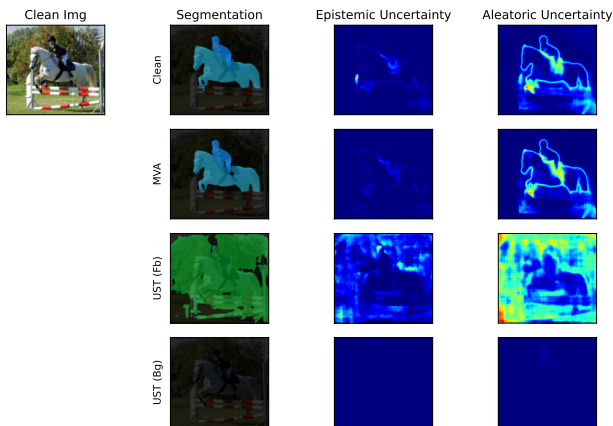 Clean Img
Segmentation
Epistemic Uncertainty
Aleatoric Uncertainty
Clean
MVA
UST (Fb)
UST (Bg)